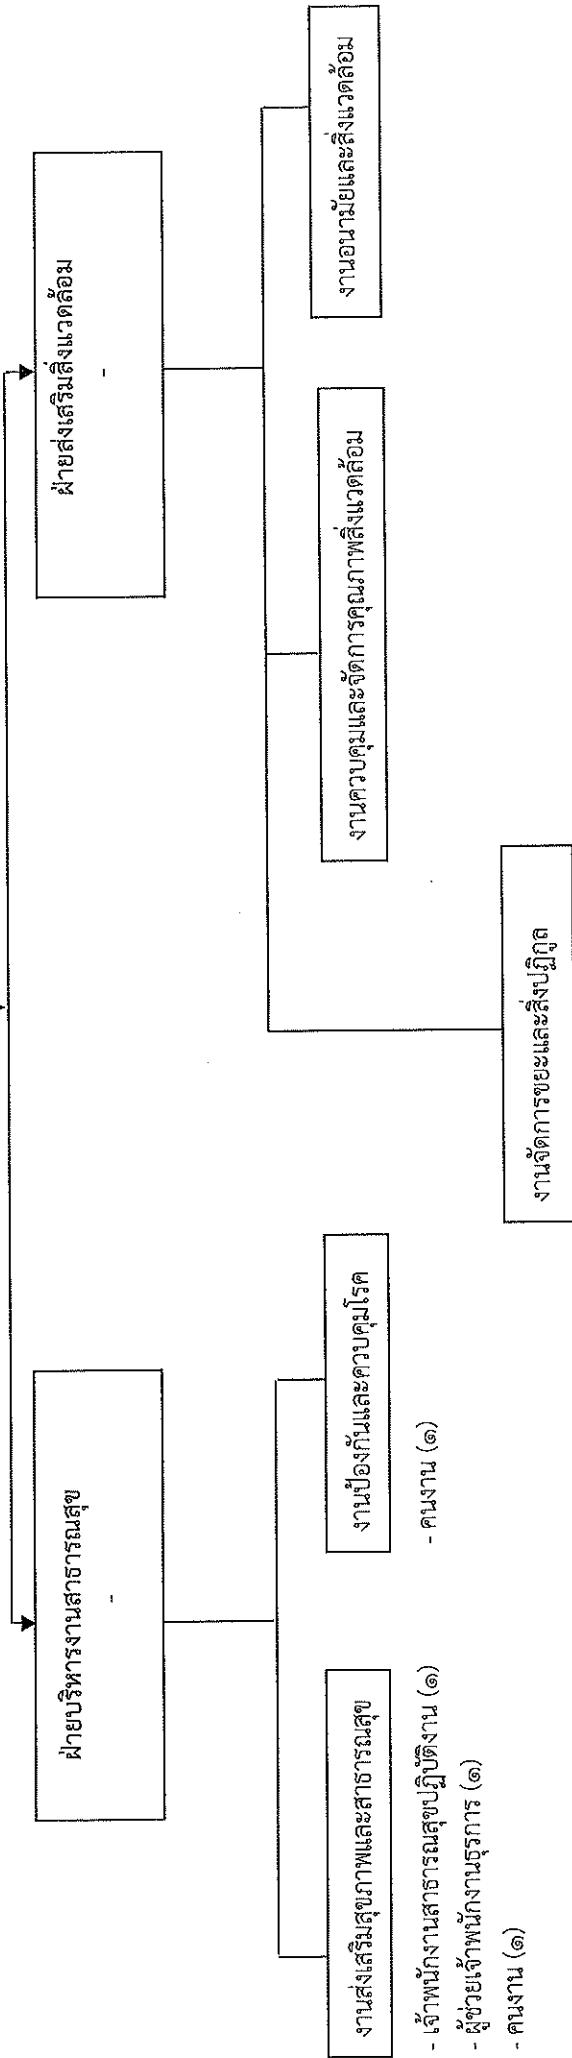 ฝ่ายบริหารงานสาธารณสุข
-
ฝ่ายส่งเสริมสิ่งแวดล้อม
-
งานส่งเสริมสุขภาพและสาธารณสุข
- เจ้าพนักงานสาธารณสุขปฏิบัติงาน (๑)
- ผู้ช่วยเจ้าพนักงานธุรการ (๑)
- คนงาน (๑)
งานป้องกันและควบคุมโรค
- คนงาน (๑)
งานจัดการขยะและสิ่งปฏิกูล
งานควบคุมและจัดการคุณภาพสิ่งแวดล้อม
งานอนามัยและสิ่งแวดล้อม